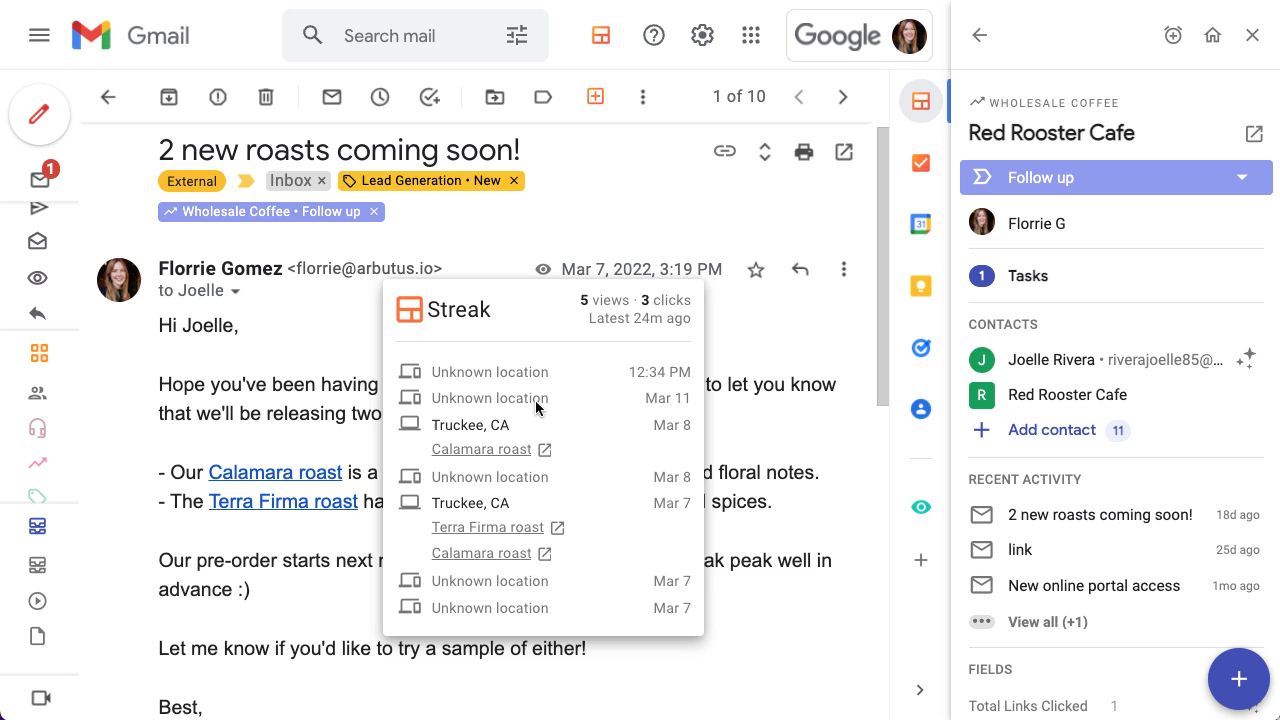 Gmail
Search mail
Google
1 of 10
1
2 new roasts coming soon!
External
Inbox ×
Lead Generation • New ×
Wholesale Coffee • Follow up ×
Florrie Gomez <florrie@arbutus.io>
Mar 7, 2022, 3:19 PM
to Joelle
Hi Joelle,
Hope you've been having
to let you know
that we'll be releasing two
- Our Calamara roast is a
d floral notes.
- The Terra Firma roast ha
spices.
Our pre-order starts next
ak peak well in
advance :)
Let me know if you'd like to try a sample of either!
Best,
Streak
5 views · 3 clicks
Latest 24m ago
Unknown location 12:34 PM
Unknown location Mar 11
Truckee, CA Mar 8
Calamara roast
Unknown location Mar 8
Truckee, CA Mar 7
Terra Firma roast
Calamara roast
Unknown location Mar 7
Unknown location Mar 7
31
WHOLESALE COFFEE
Red Rooster Cafe
Follow up
Florrie G
1 Tasks
CONTACTS
J Joelle Rivera • riverajoelle85@...
R Red Rooster Cafe
Add contact 11
RECENT ACTIVITY
2 new roasts coming soon! 18d ago
link 25d ago
New online portal access 1mo ago
View all (+1)
FIELDS
Total Links Clicked 1